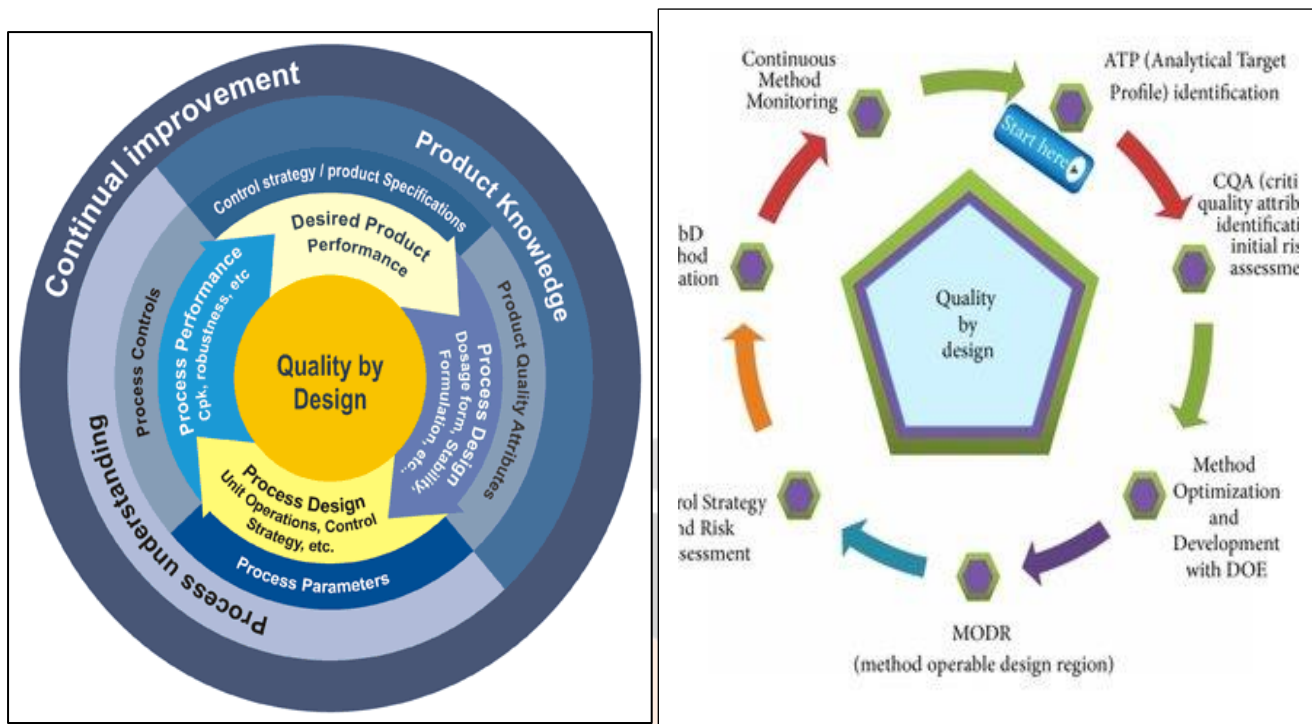 Continual improvement
Product Knowledge
Control strategy / product Specifications
Desired Product
Performance
Process Performance
Cpk, robustness, etc
Process Controls
Process understanding
Quality by
Design
Process Design
Dosage form, Stability,
Formulation, etc..
Product Quality Attributes
Process Design
Unit Operations, Control
Strategy, etc.
Process Parameters
Continuous
Method
Monitoring
ATP (Analytical Target
Profile) identification
Start here
CQA (criti
quality attrib
identificati
initial ris
assessme
bD
hod
ation
Quality
by
design
rol Strategy
nd Risk
sessment
Method
Optimization
and
Development
with DOE
MODR
(method operable design region)